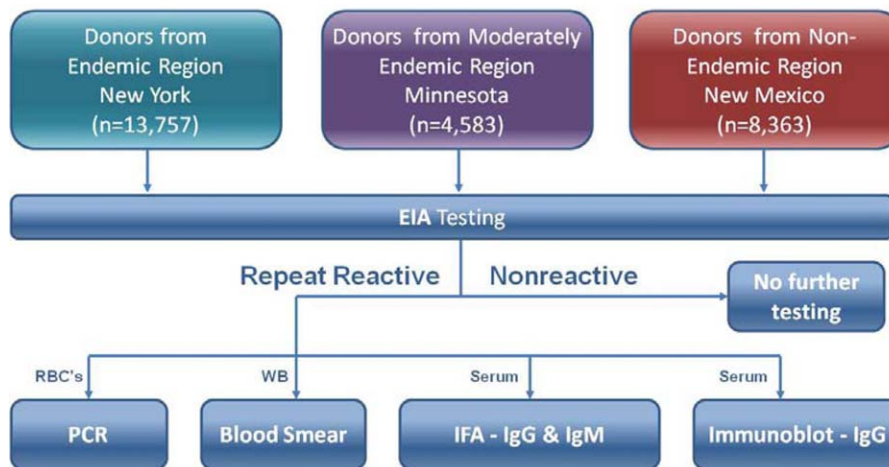 Donors from
Endemic Region
New York
(n=13,757)
Donors from Moderately
Endemic Region
Minnesota
(n=4,583)
Donors from Non-
Endemic Region
New Mexico
(n=8,363)
EIA Testing
Repeat Reactive
Nonreactive
No further
testing
RBC's
WB
Serum
Serum
PCR
Blood Smear
IFA - IgG & IgM
Immunoblot - IgG